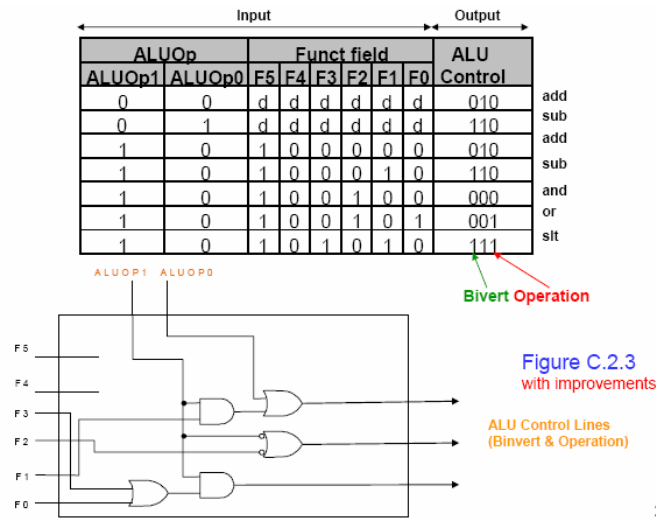 Input Output
ALUOp Funct field ALU Control
ALUOp1 ALUOp0 F5 F4 F3 F2 F1 F0
0 0 d d d d d d 010 add
0 1 d d d d d d 110 sub
1 0 1 0 0 0 0 0 010 add
1 0 1 0 0 0 1 0 110 sub
1 0 1 0 0 1 0 0 000 and
1 0 1 0 0 1 0 1 001 or
1 0 1 0 1 0 1 0 111 slt
ALUOP1 ALUOP0
Bivert Operation
F5
F4
F3
F2
F1
F0
Figure C.2.3
with improvements
ALU Control Lines
(Binvert & Operation)